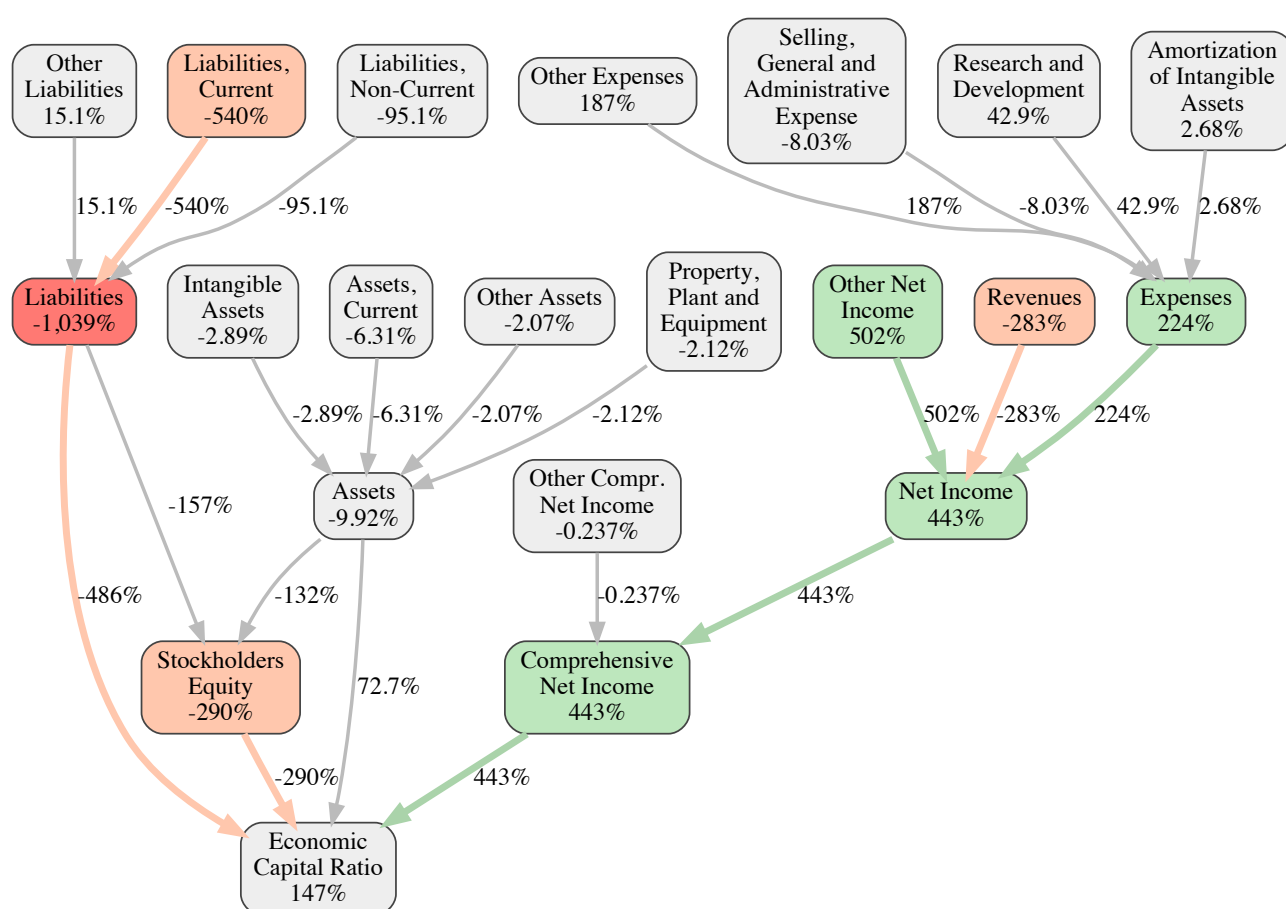 Other
Liabilities
15.1%
Liabilities,
Current
-540%
Liabilities,
Non-Current
-95.1%
Other Expenses
187%
Selling,
General and
Administrative
Expense
-8.03%
Research and
Development
42.9%
Amortization
of Intangible
Assets
2.68%
15.1%
-540%
-95.1%
187%
-8.03%
42.9%
2.68%
Liabilities
-1,039%
Intangible
Assets
-2.89%
Assets,
Current
-6.31%
Other Assets
-2.07%
Property,
Plant and
Equipment
-2.12%
Other Net
Income
502%
Revenues
-283%
Expenses
224%
-2.89%
-6.31%
-2.07%
-2.12%
502%
-283%
224%
-157%
Assets
-9.92%
Other Compr.
Net Income
-0.237%
Net Income
443%
-486%
-132%
-0.237%
443%
Stockholders
Equity
-290%
72.7%
Comprehensive
Net Income
443%
-290%
443%
Economic
Capital Ratio
147%